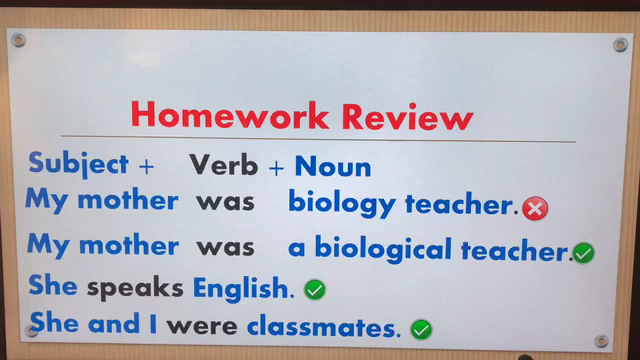 Homework Review
Subject + Verb + Noun
My mother was biology teacher.
My mother was a biological teacher.
She speaks English.
She and I were classmates.